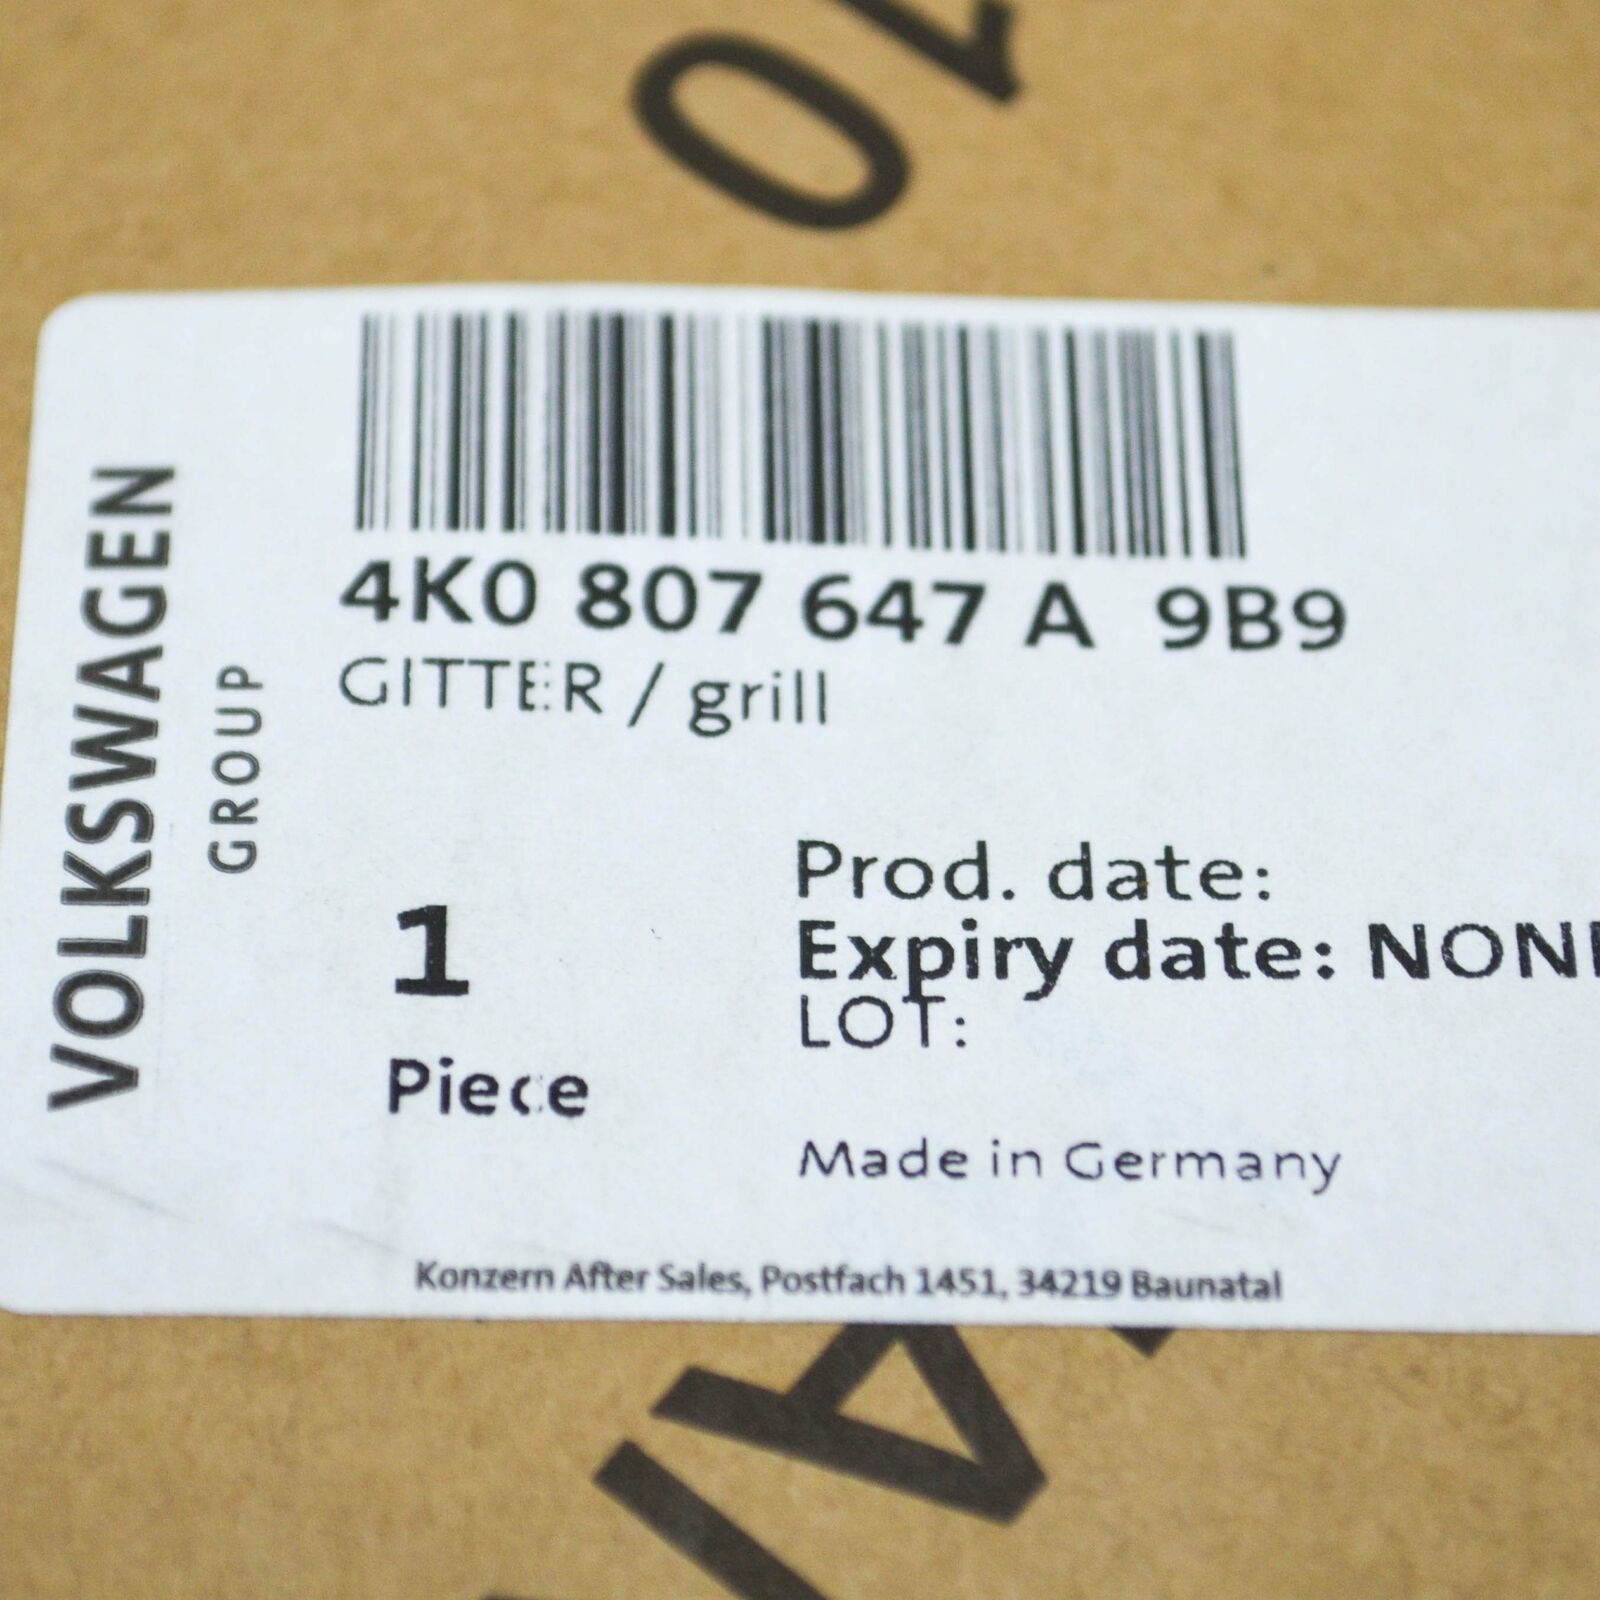 VOLKSWAGEN
GROUP
4K0 807 647 A 9B9
GITTER / grill
1
Piece
Prod. date:
Expiry date:
LOT:
Made in Germany
Konzern After Sales, Postfach 1451, 34219 Baunatal